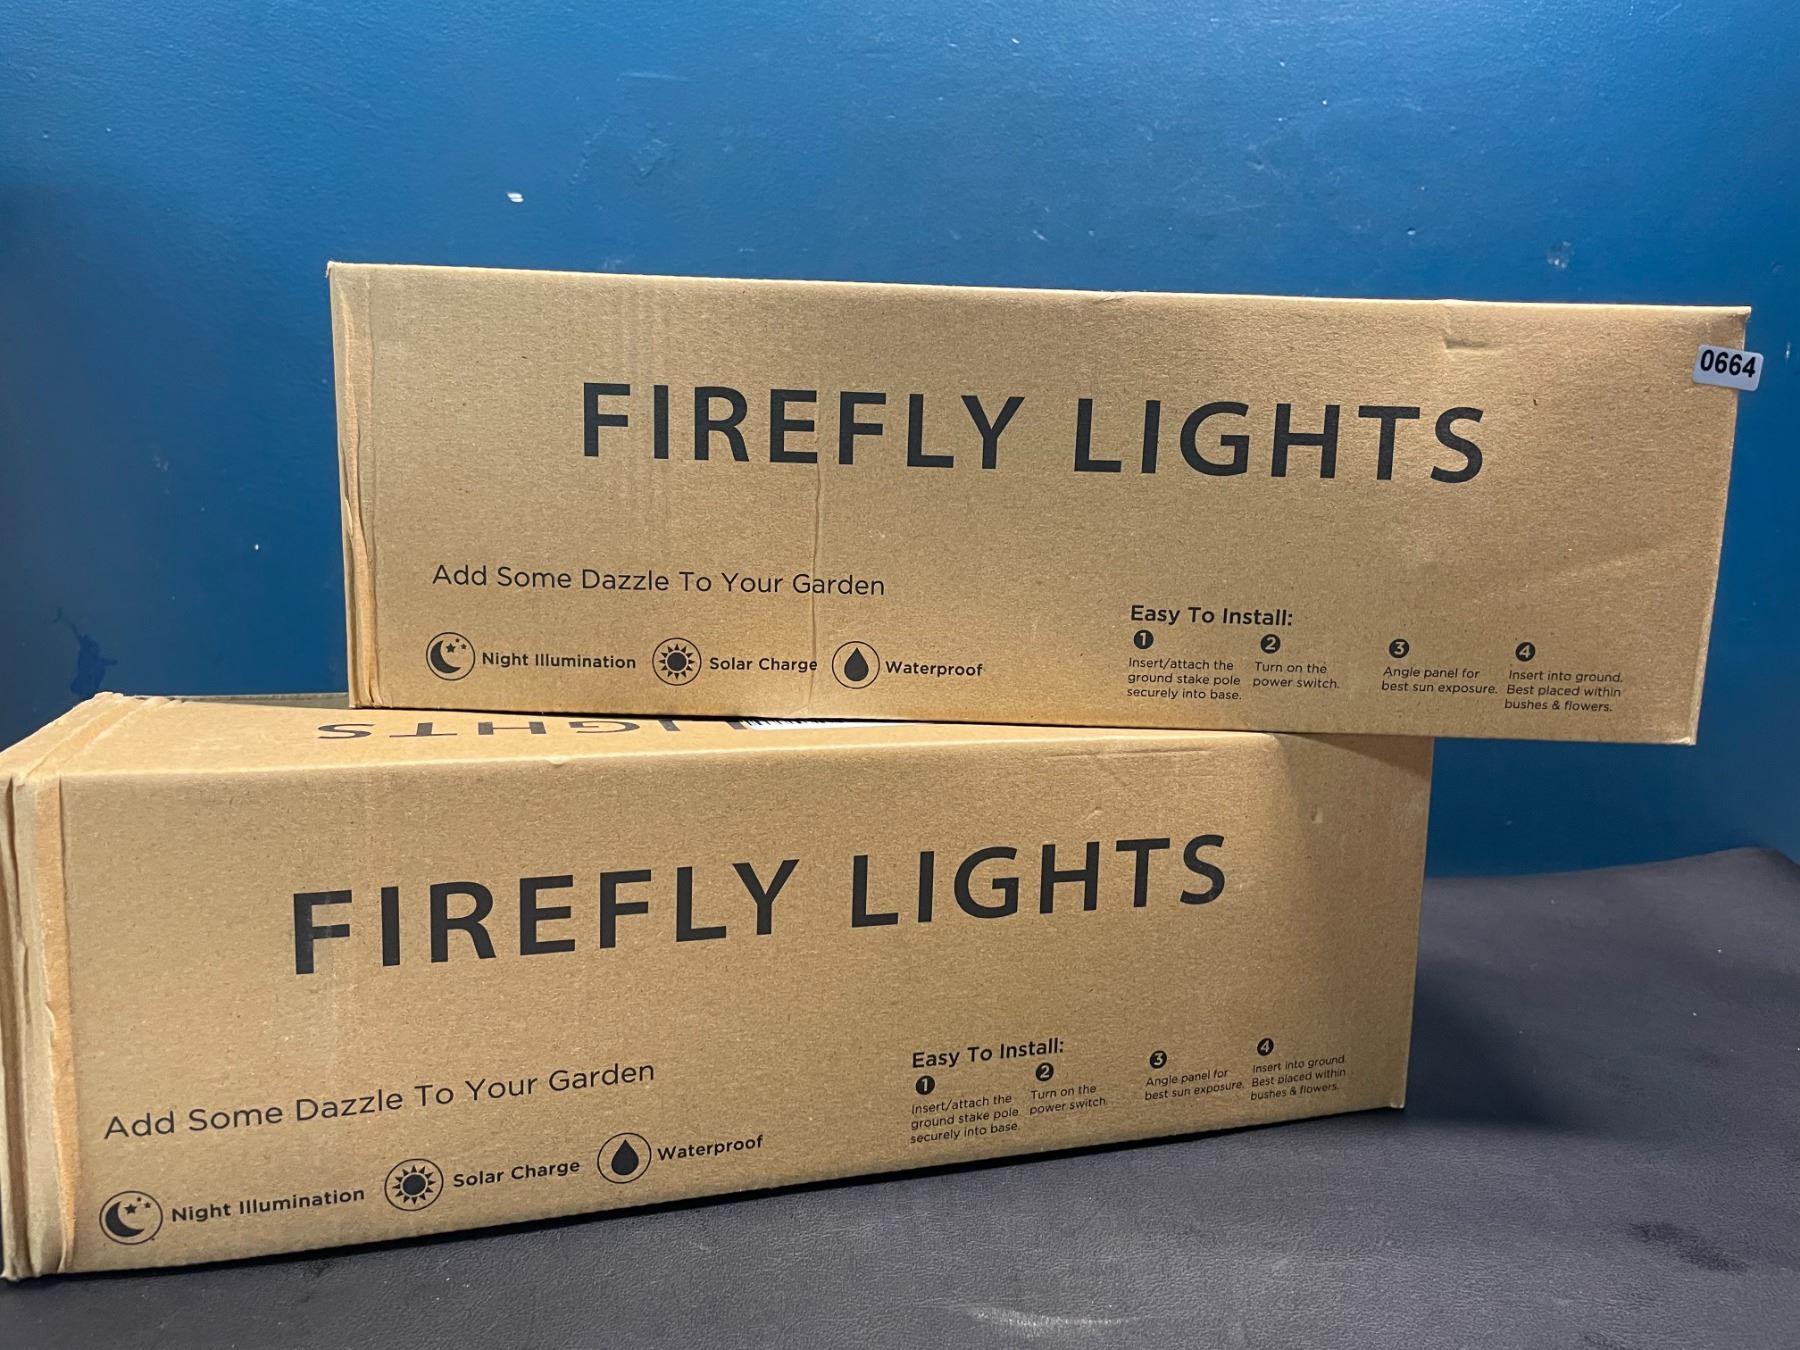 FIREFLY LIGHTS
0664
Add Some Dazzle To Your Garden
Night Illumination
Solar Charge
Waterproof
Easy To Install:
1
Insert/attach the
ground stake pole
securely into base.
2
Turn on the
power switch.
3
Angle panel for
best sun exposure.
4
Insert into ground.
Best placed within
bushes & flowers.
LIGHTS
FIREFLY LIGHTS
Add Some Dazzle To Your Garden
Night Illumination
Solar Charge
Waterproof
Easy To Install:
1
Insert/attach the
ground stake pole
securely into base.
2
Turn on the
power switch.
3
Angle panel for
best sun exposure.
4
Insert into ground.
Best placed within
bushes & flowers.